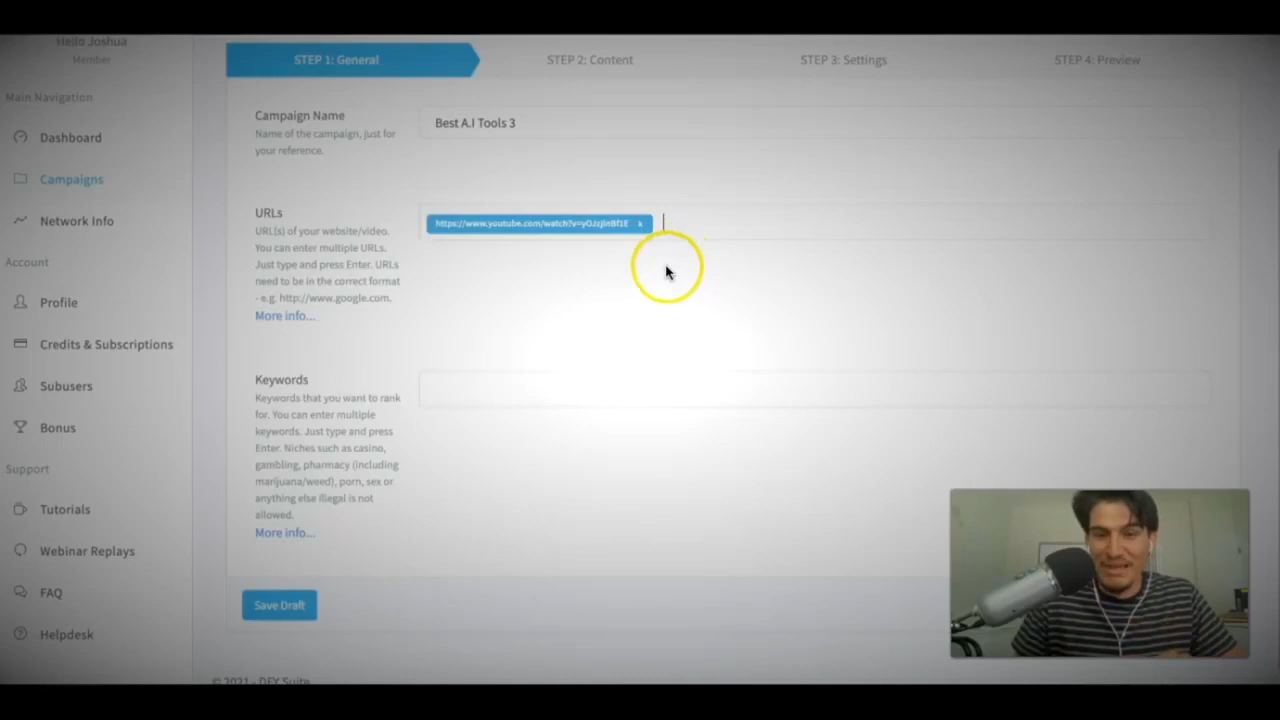 Hello Joshua
Member
Main Navigation
Dashboard
Campaigns
Network Info
Account
Profile
Credits & Subscriptions
Subusers
Bonus
Support
Tutorials
Webinar Replays
FAQ
Helpdesk
STEP 1: General
STEP 2: Content
STEP 3: Settings
STEP 4: Preview
Campaign Name
Name of the campaign, just for
your reference.
Best A.I Tools 3
URLs
URL(s) of your website/video.
You can enter multiple URLs.
Just type and press Enter. URLs
need to be in the correct format
- e.g. http://www.google.com.
More info...
x
Keywords
Keywords that you want to rank
for. You can enter multiple
keywords. Just type and press
Enter. Niches such as casino,
gambling, pharmacy (including
marijuana/weed), porn, sex or
anything else illegal is not
allowed.
More info...
Save Draft
© 2021 - DFY Suite